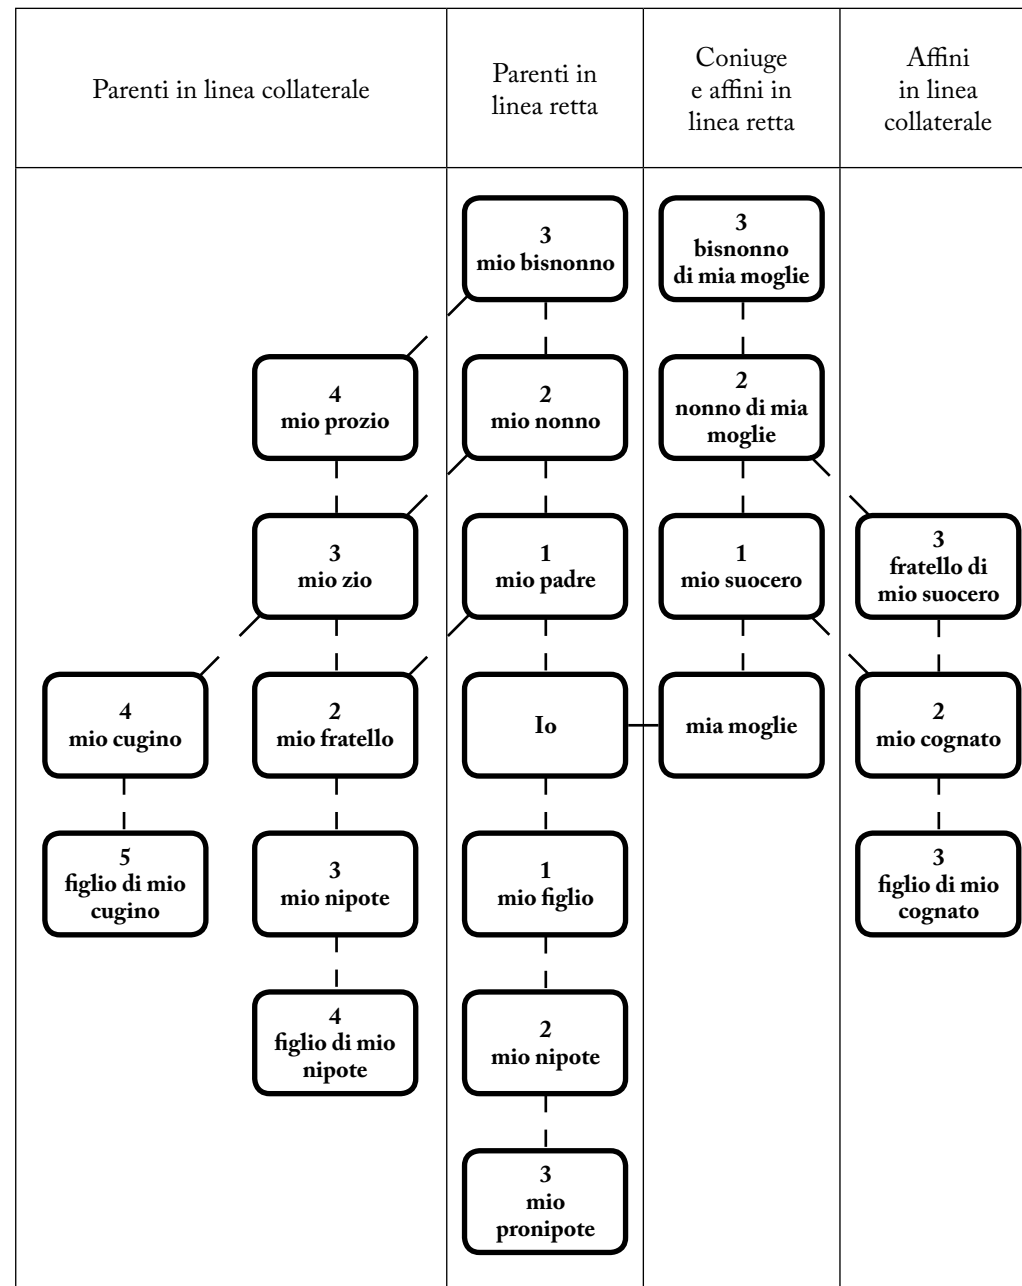 Parenti in linea collaterale
Parenti in
linea retta
Coniuge
e affini in
linea retta
Affini
in linea
collaterale
3
mio bisnonno
3
bisnonno
di mia moglie
4
mio prozio
2
mio nonno
2
nonno di mia
moglie
3
mio zio
1
mio padre
1
mio suocero
3
fratello di
mio suocero
4
mio cugino
2
mio fratello
Io
mia moglie
2
mio cognato
5
figlio di mio
cugino
3
mio nipote
1
mio figlio
3
figlio di mio
cognato
4
figlio di mio
nipote
2
mio nipote
3
mio
pronipote